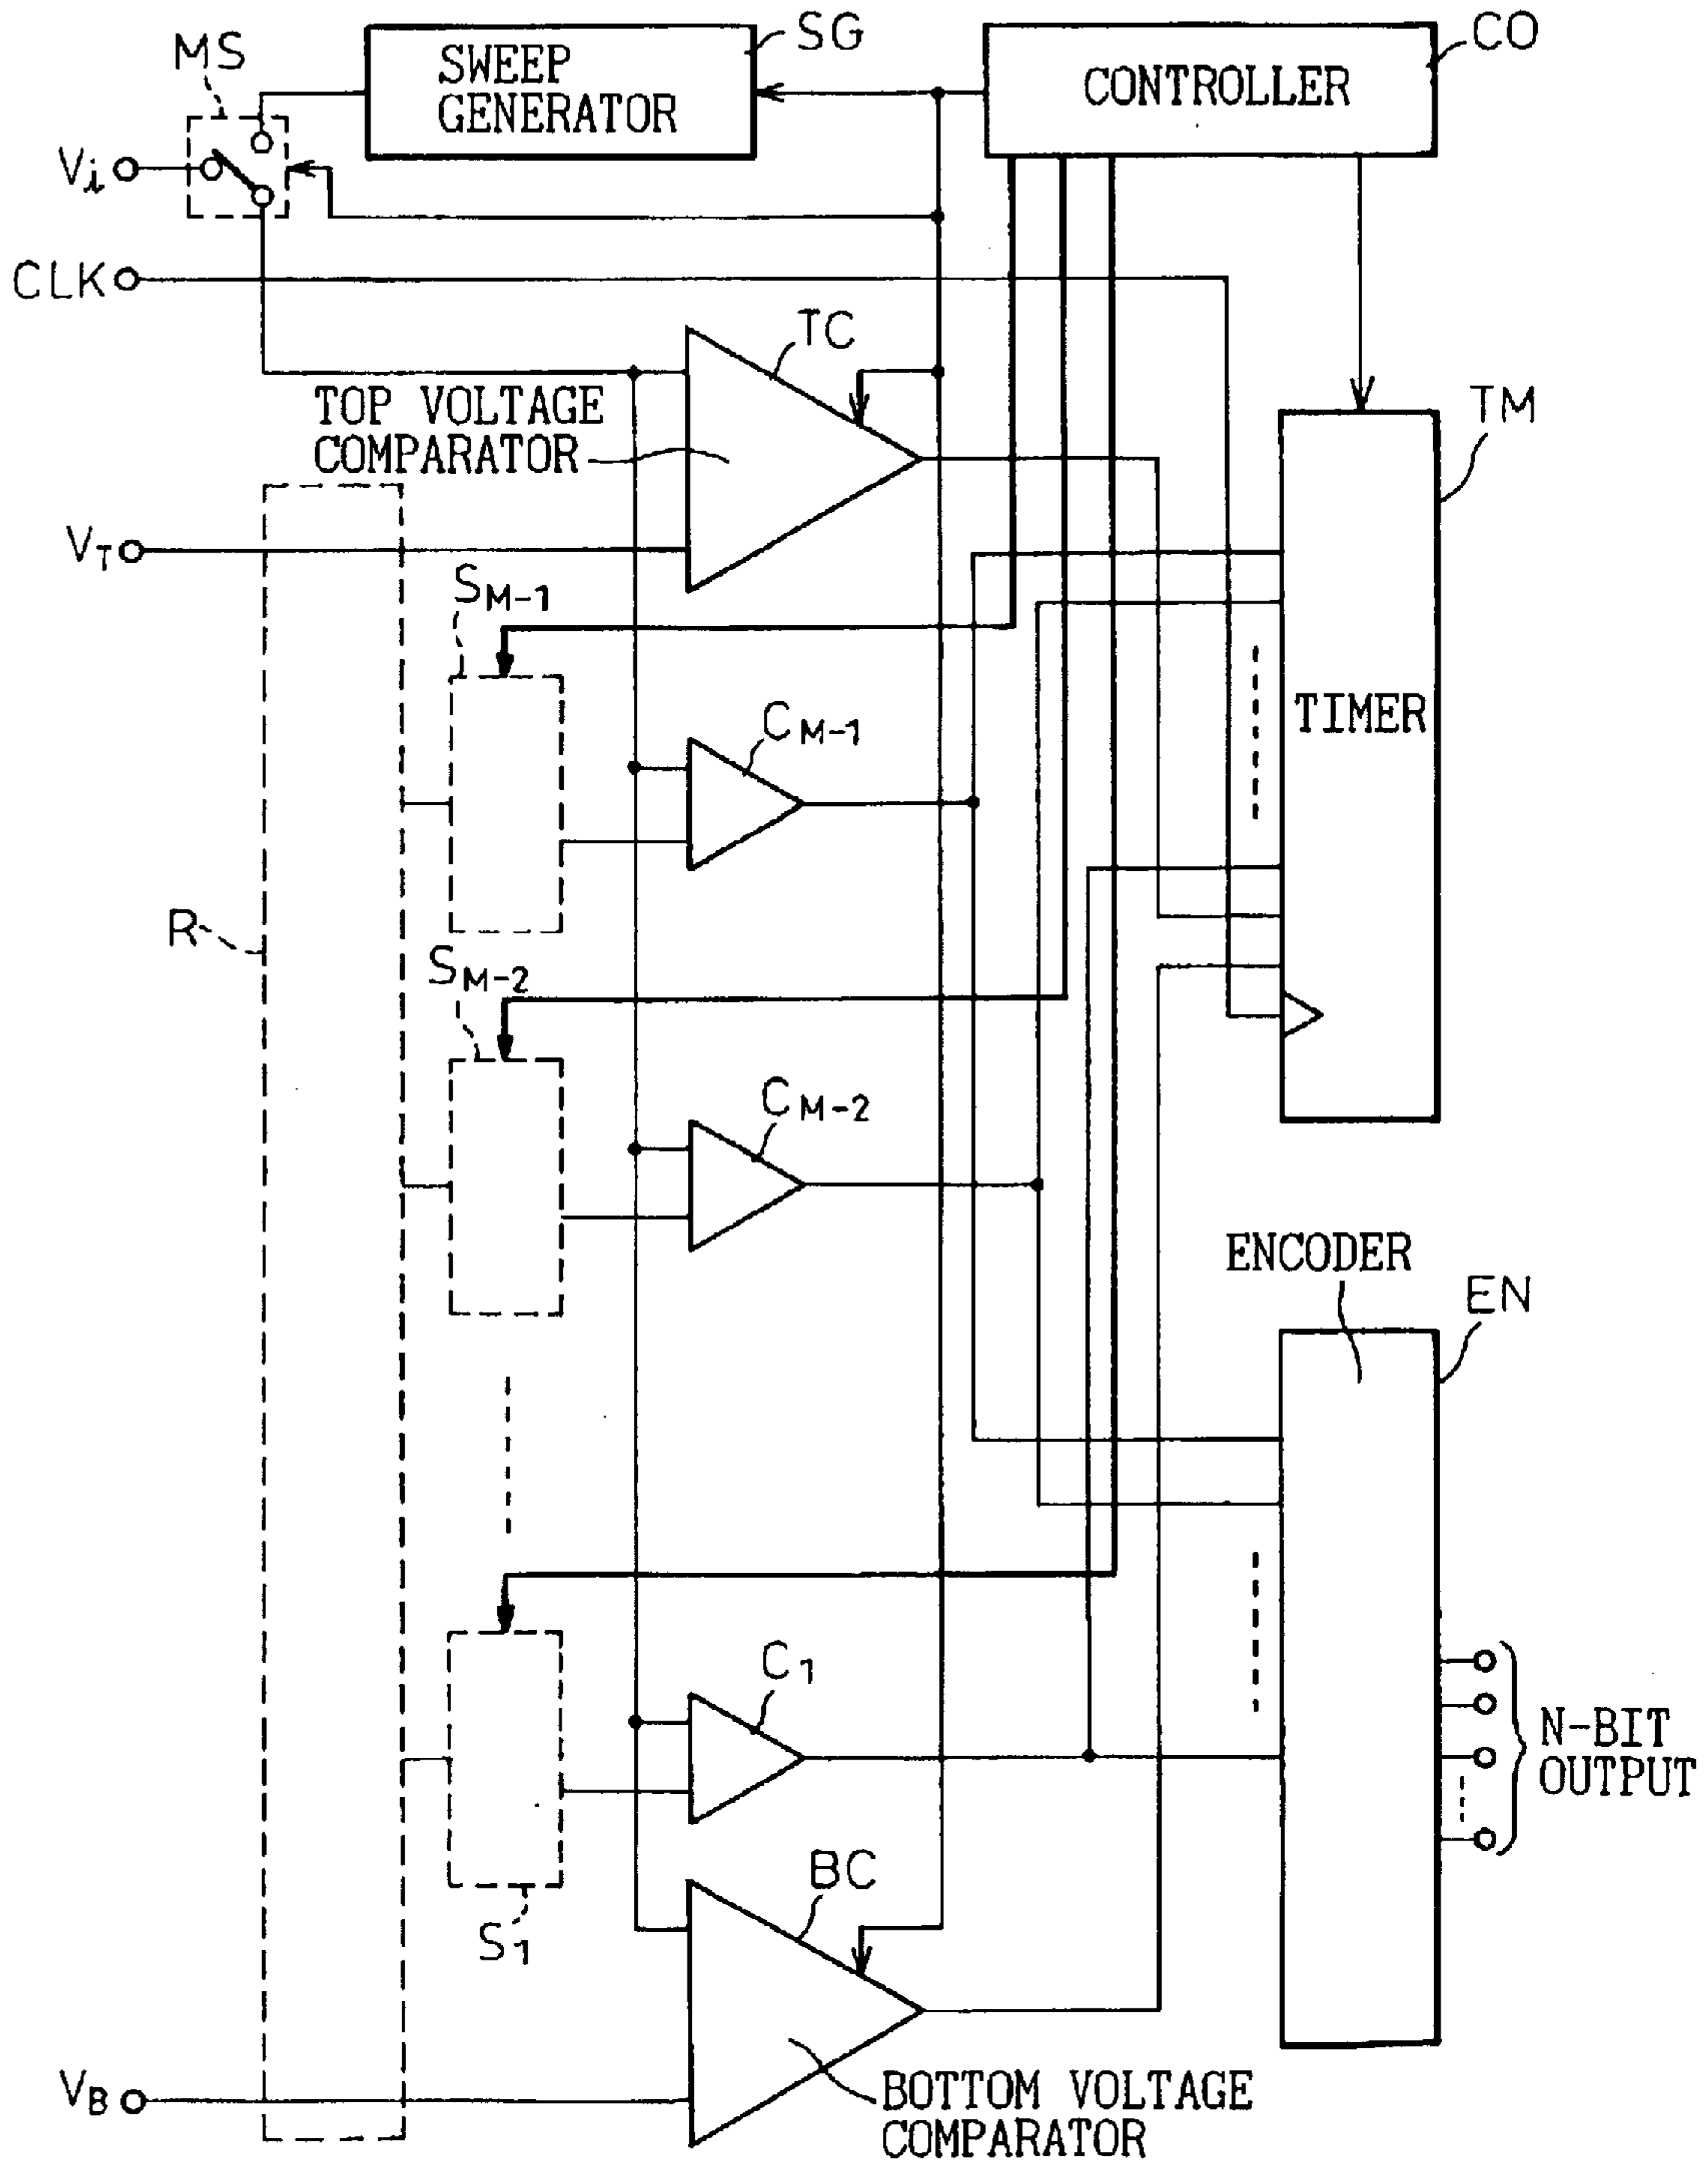 MS
SWEEP
GENERATOR
SG
CONTROLLER
CO
Vi
CLK
TC
TOP VOLTAGE
COMPARATOR
TM
VT
SM-1
TIMER
CM-1
R
SM-2
CM-2
ENCODER
EN
C1
N-BIT
OUTPUT
BC
S1
VB
BOTTOM VOLTAGE
COMPARATOR